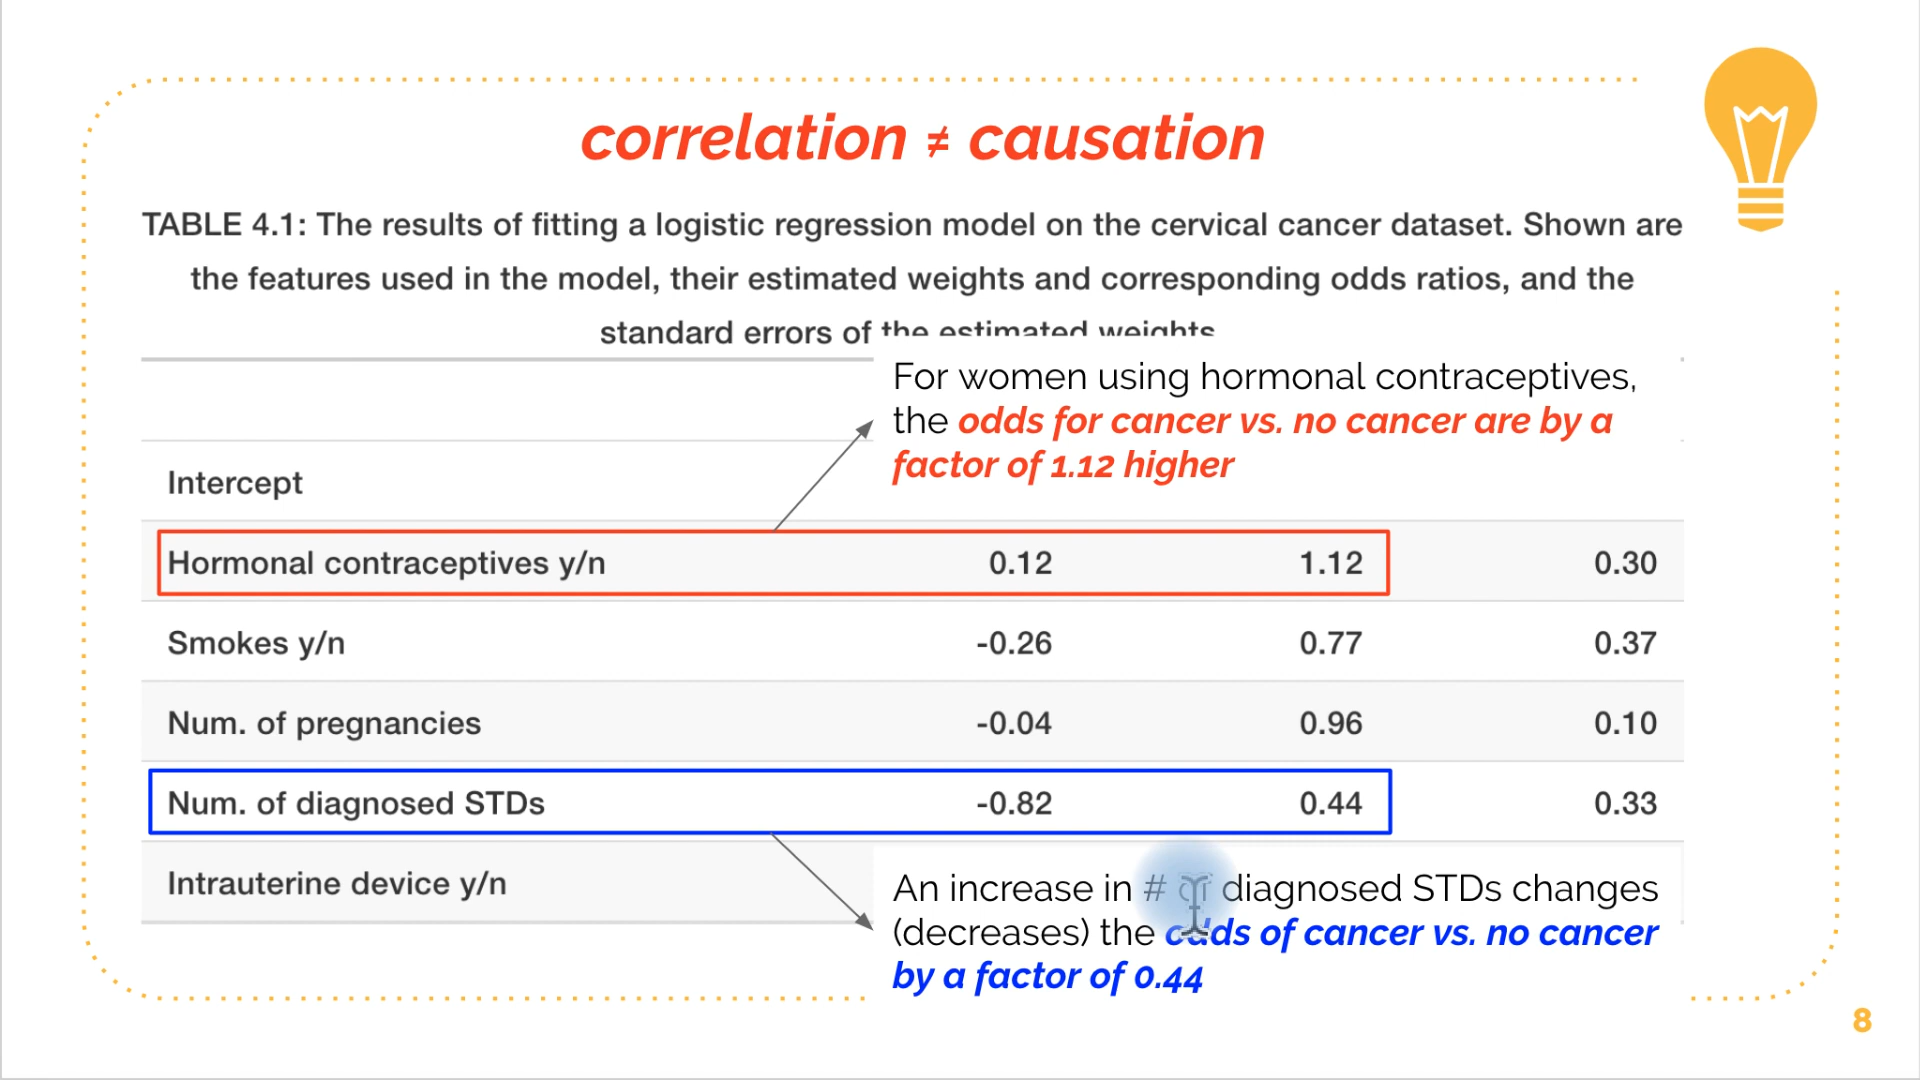 correlation ≠ causation
TABLE 4.1: The results of fitting a logistic regression model on the cervical cancer dataset. Shown are
the features used in the model, their estimated weights and corresponding odds ratios, and the
standard errors of the estimated weights
For women using hormonal contraceptives,
the odds for cancer vs. no cancer are by a
factor of 1.12 higher
Intercept
Hormonal contraceptives y/n 0.12 1.12 0.30
Smokes y/n -0.26 0.77 0.37
Num. of pregnancies -0.04 0.96 0.10
Num. of diagnosed STDs -0.82 0.44 0.33
Intrauterine device y/n
An increase in # of diagnosed STDs changes
(decreases) the odds of cancer vs. no cancer
by a factor of 0.44
8